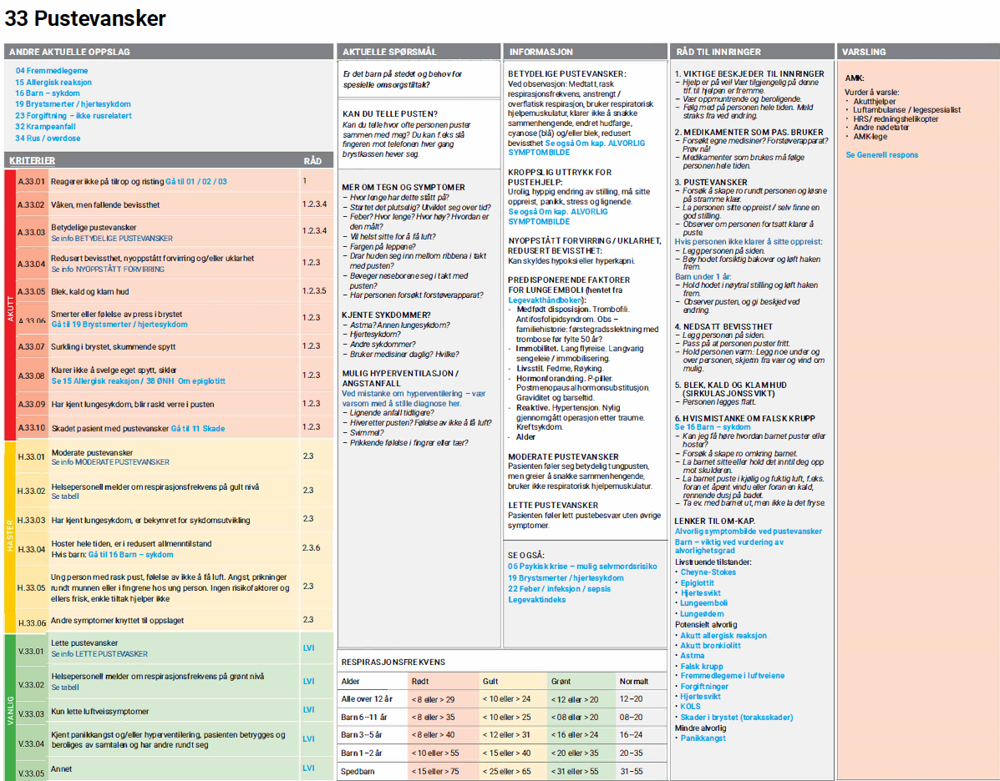 33 Pustevansker
ANDRE AKTUELLE OPPSLAG
04 Fremmedlegeme
15 Allergisk reaksjon
16 Barn – sykdom
19 Brystsmerter / hjertesykdom
23 Forgiftning – ikke rusrelatert
32 Krampeanfall
34 Rus / overdose
KRITERIER RÅD
AKUTT
A.33.01 Reagerer ikke på tilrop og risting Gå til 01 / 02 / 03 1
A.33.02 Våken, men fallende bevissthet 1.2.3.4
A.33.03 Betydelige pustevansker 1.2.3.4
Se info BETYDELIGE PUSTEVANSKER
A.33.04 Redusert bevissthet, nyoppstått forvirring og/eller uklarhet 1.2.3
Se info NYOPPSTÅTT FORVIRRING
A.33.05 Blek, kald og klam hud 1.2.3.5
A.33.06 Smerter eller følelse av press i brystet 1.2.3
Gå til 19 Brystsmerter / hjertesykdom
A.33.07 Surkling i brystet, skummende spytt 1.2.3
A.33.08 Klarer ikke å svelge eget spytt, sikler 1.2.3
Se 15 Allergisk reaksjon / 38 ØNH Om epiglotitt
A.33.09 Har kjent lungesykdom, blir raskt verre i pusten 1.2.3
A.33.10 Skadet pasient med pustevansker Gå til 11 Skade 1.2.3
HASTER
H.33.01 Moderate pustevansker 2.3
Se info MODERATE PUSTEVANSKER
H.33.02 Helsepersonell melder om respirasjonsfrekvens på gult nivå 2.3
Se tabell
H.33.03 Har kjent lungesykdom, er bekymret for sykdomsutvikling 2.3
H.33.04 Hoster hele tiden, er i redusert allmenntilstand 2.3.6
Hvis barn: Gå til 16 Barn – sykdom
H.33.05 Ung person med rask pust, følelse av ikke å få luft. Angst, prikninger 2.3
rundt munnen eller i fingrene hos ung person. Ingen risikofaktorer og
ellers frisk, enkle tiltak hjelper ikke
H.33.06 Andre symptomer knyttet til oppslaget 2.3
VANLIG
V.33.01 Lette pustevansker LVI
Se info LETTE PUSTEVASKER
V.33.02 Helsepersonell melder om respirasjonsfrekvens på grønt nivå LVI
Se tabell
V.33.03 Kun lette luftveissymptomer LVI
V.33.04 Kjent panikkangst og/eller hyperventilering, pasienten betrygges og LVI
beroliges av samtalen og har andre rundt seg
V.33.05 Annet LVI
AKTUELLE SPØRSMÅL
Er det barn på stedet og behov for
spesielle omsorgstiltak?
KAN DU TELLE PUSTEN?
Kan du telle hvor ofte personen puster
sammen med meg? Du kan f.eks slå
fingeren mot telefonen hver gang
brystkassen hever seg.
MER OM TEGN OG SYMPTOMER
– Hvor lenge har dette stått på?
– Startet det plutselig? Utviklet seg over tid?
– Feber? Hvor lenge? Hvor høy? Hvordan er
den målt?
– Vil helst sitte for å få luft?
– Fargen på leppene?
– Drar huden seg inn mellom ribbena i takt
med pusten?
– Beveger neseborene seg i takt med
pusten?
– Har personen forsøkt forstøverapparat?
KJENTE SYKDOMMER?
– Astma? Annen lungesykdom?
– Hjertesykdom?
– Andre sykdommer?
– Bruker medisiner daglig? Hvilke?
MULIG HYPERVENTILASJON /
ANGSTANFALL
Ved mistanke om hyperventilering – vær
varsom med å stille diagnose her.
– Lignende anfall tidligere?
– Hiver etter pusten? Følelse av ikke å få luft?
– Svimmel?
– Prikkende følelse i fingrer eller tær?
INFORMASJON
BETYDELIGE PUSTEVANSKER:
Ved observasjon: Medtatt, rask
respirasjonsfrekvens, anstrengt /
overflatisk respirasjon, bruker respiratorisk
hjelpemuskulatur, klarer ikke å snakke
sammenhengende, endret hudfarge,
cyanose (blå) og/eller blek, redusert
bevissthet Se også Om kap. ALVORLIG
SYMPTOMBILDE
KROPPSLIG UTTRYKK FOR
PUSTEHJELP:
Urolig, hyppig endring av stilling, må sitte
oppreist, panikk, stress og lignende.
Se også Om kap. ALVORLIG
SYMPTOMBILDE
NYOPPSTÅTT FORVIRRING / UKLARHET,
REDUSERT BEVISSTHET:
Kan skyldes hypoksi eller hyperkapni.
PREDISPONERENDE FAKTORER
FOR LUNGEEMBOLI (hentet fra
Legevakthåndboken):
- Medfødt disposisjon. Trombofili.
Antifosfolipidsyndrom. Obs –
familiehistorie: førstegradsslektning med
trombose før fylte 50 år?
- Immobilitet. Lang flyreise, Langvarig
sengeleie / immobilisering.
- Livsstil. Fedme, Røyking.
- Hormonforandring. P-piller.
Postmenopausal hormonsubstitusjon,
Graviditet og barseltid.
- Reaktive. Hypertensjon. Nylig
gjennomgått operasjon etter traume.
Kreftsykdom.
- Alder
MODERATE PUSTEVANSKER
Pasienten føler seg betydelig tungpusten,
men greier å snakke sammenhengende,
bruker ikke respiratorisk hjelpemuskulatur.
LETTE PUSTEVANSKER
Pasienten føler lett pustebesvær uten øvrige
symptomer.
SE OGSÅ:
06 Psykisk krise – mulig selvmordsrisiko
19 Brystsmerter / hjertesykdom
22 Feber / infeksjon / sepsis
Legevaktindeks
RESPIRASJONSFREKVENS
Alder Rødt Gult Grønt Normalt
Alle over 12 år < 8 eller > 29 < 10 eller > 24 < 12 eller > 20 12–20
Barn 6–11 år < 8 eller > 35 < 10 eller > 25 < 08 eller > 20 08–20
Barn 3–5 år < 8 eller > 40 < 12 eller > 31 < 16 eller > 24 16–24
Barn 1–2 år < 10 eller > 55 < 15 eller > 40 < 20 eller > 35 20–35
Spedbarn < 15 eller > 75 < 25 eller > 65 < 31 eller > 55 31–55
RÅD TIL INNRINGER
1. VIKTIGE BESKJEDER TIL INNRINGER
– Hjelp er på vei! Vær tilgjengelig på denne
tlf. til hjelpen er fremme.
– Vær oppmuntrende og beroligende.
– Følg med på personen hele tiden. Meld
straks fra ved endring.
2. MEDIKAMENTER SOM PAS. BRUKER
– Forsøkt egne medisiner? Forstøverapparat?
Prøv nå!
– Medikamenter som brukes må følge
personen hele tiden.
3. PUSTEVANSKER
– Forsøk å skape ro rundt personen og løsne
på stramme klær.
– La personen sitte oppreist / selv finne en
god stilling.
– Observer om personen fortsatt klarer å
puste.
Hvis personen ikke klarer å sitte oppreist:
– Legg personen på siden.
– Bøy hodet forsiktig bakover og løft haken
frem.
Barn under 1 år:
– Hold hodet i nøytral stilling og løft haken
frem.
– Observer pusten, og gi beskjed ved
endring.
4. NEDSATT BEVISSTHET
– Legg personen på siden.
– Pass på at personen puster fritt.
– Hold personen varm: Legg noe under og
over personen, skjerm fra vær og vind om
mulig.
5. BLEK, KALD OG KLAM HUD
(SIRKULASJONSSVIKT)
– Personen legges flatt.
6. HVIS MISTANKE OM FALSK KRUPP
Se 16 Barn – sykdom
– Kan jeg få høre hvordan barnet puster eller
hoster?
– Forsøk å skape ro omkring barnet.
– La barnet sitte eller hold det inntil deg opp
mot skulderen.
– La barnet puste i kjølig og fuktig luft, f.eks.
foran et åpent vindu eller foran en kald,
rennende dusj på badet.
– Ta ev. med barnet ut, men ikke la det fryse.
LENKER TIL OM-KAP.
Alvorlig symptombilde ved pustevansker
Barn – viktig ved vurdering av
alvorlighetsgrad
Livstruende tilstander:
· Cheyne-Stokes
· Epiglottit
· Hjertesvikt
· Lungeemboli
· Lungeødem
Potensielt alvorlig
· Akutt allergisk reaksjon
· Akutt bronkiolitt
· Astma
· Falsk krupp
· Fremmedlegeme i luftveiene
· Forgiftninger
· Hjertesvikt
· KOLS
· Skader i brystet (toraksskader)
Mindre alvorlig
· Panikkangst
VARSLING
AMK:
Vurder å varsle:
· Akutthjelper
· Luftambulanse / legespesialist
· HRS/ redningshelikopter
· Andre nødetater
· AMK-lege
Se Generell respons